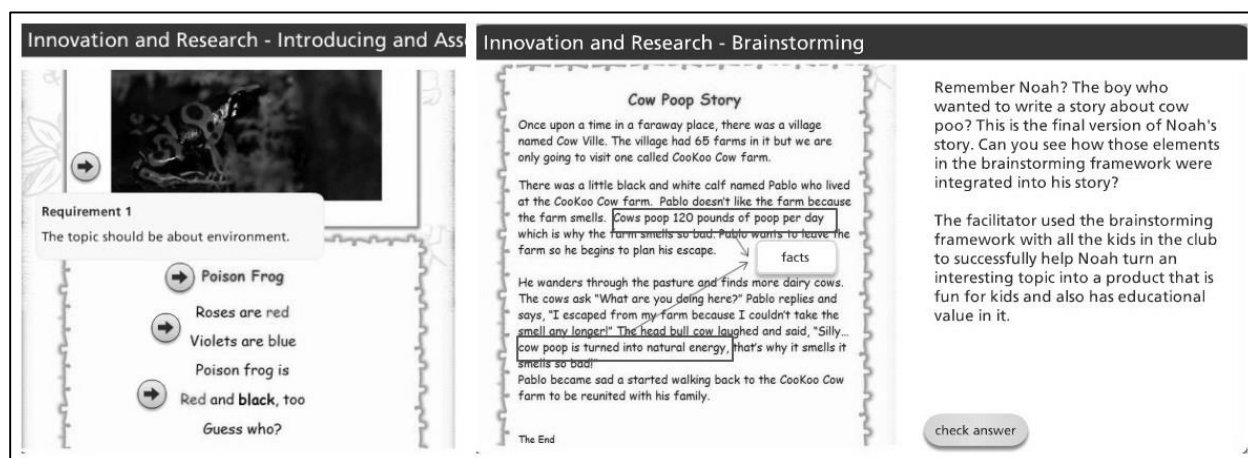 Innovation and Research - Introducing and Ass
Requirement 1
The topic should be about environment.
Poison Frog
Roses are red
Violets are blue
Poison frog is
Red and black, too
Guess who?
Innovation and Research - Brainstorming
Cow Poop Story
Once upon a time in a faraway place, there was a village
named Cow Ville. The village had 65 farms in it but we are
only going to visit one called CooKoo Cow farm.
There was a little black and white calf named Pablo who lived
at the CooKoo Cow farm. Pablo doesn't like the farm because
the farm smells. Cows poop 120 pounds of poop per day
which is why the farm smells so bad. Pablo wants to leave the
farm so he begins to plan his escape.
facts
He wanders through the pasture and finds more dairy cows.
The cows ask "What are you doing here?" Pablo replies and
says, "I escaped from my farm because I couldn't take the
smell any longer!" The head bull cow laughed and said, "Silly...
cow poop is turned into natural energy, that's why it smells it
smells so bad!"
Pablo became sad a started walking back to the CooKoo Cow
farm to be reunited with his family.
The End
Remember Noah? The boy who
wanted to write a story about cow
poo? This is the final version of Noah's
story. Can you see how those elements
in the brainstorming framework were
integrated into his story?
The facilitator used the brainstorming
framework with all the kids in the club
to successfully help Noah turn an
interesting topic into a product that is
fun for kids and also has educational
value in it.
check answer